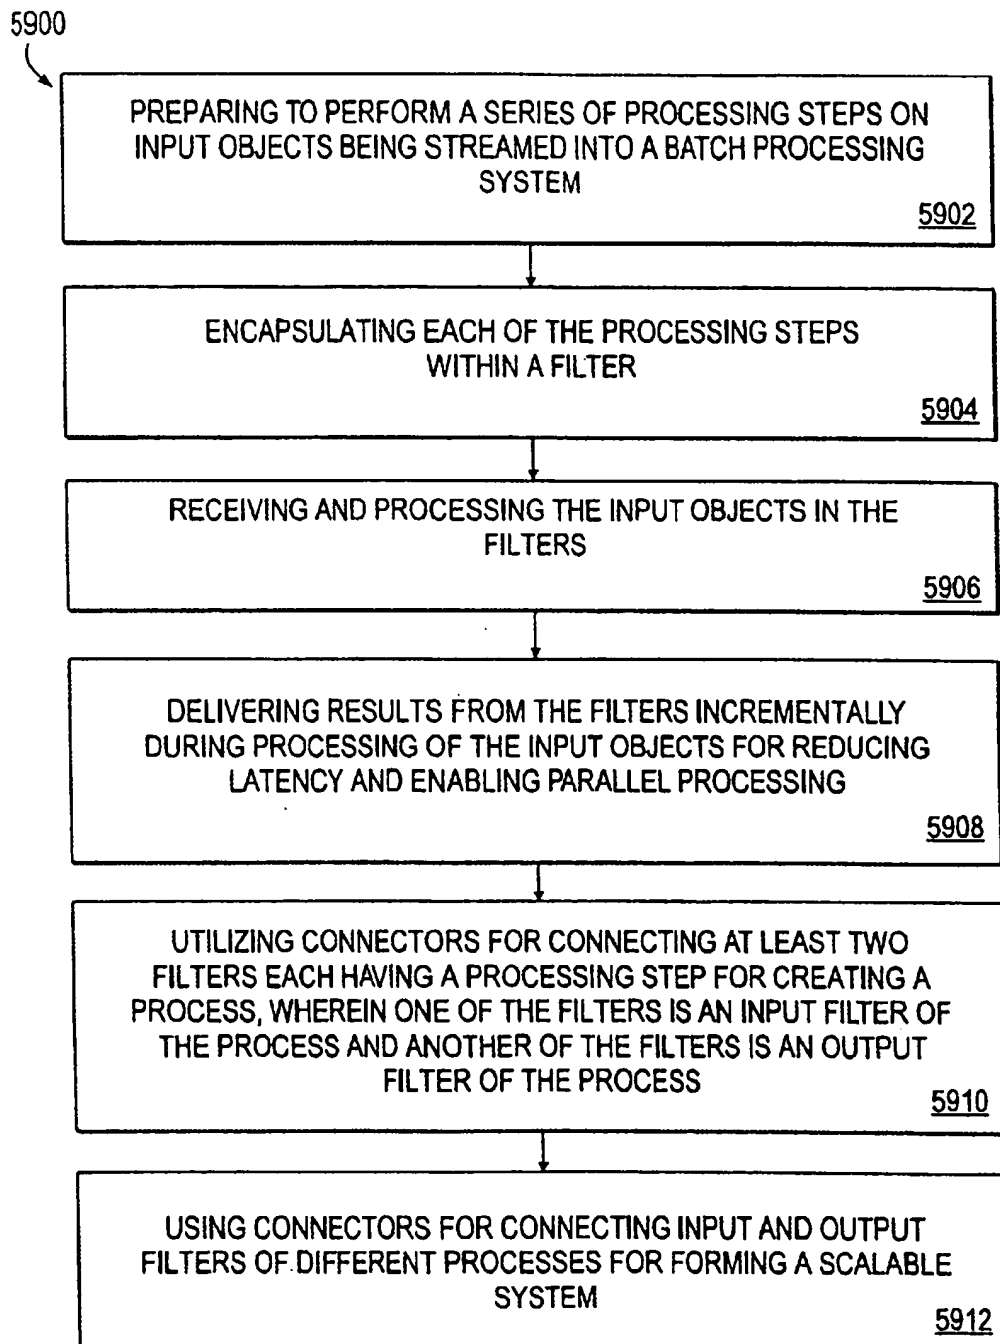 5900
PREPARING TO PERFORM A SERIES OF PROCESSING STEPS ON
INPUT OBJECTS BEING STREAMED INTO A BATCH PROCESSING
SYSTEM
5902
ENCAPSULATING EACH OF THE PROCESSING STEPS
WITHIN A FILTER
5904
RECEIVING AND PROCESSING THE INPUT OBJECTS IN THE
FILTERS
5906
DELIVERING RESULTS FROM THE FILTERS INCREMENTALLY
DURING PROCESSING OF THE INPUT OBJECTS FOR REDUCING
LATENCY AND ENABLING PARALLEL PROCESSING
5908
UTILIZING CONNECTORS FOR CONNECTING AT LEAST TWO
FILTERS EACH HAVING A PROCESSING STEP FOR CREATING A
PROCESS, WHEREIN ONE OF THE FILTERS IS AN INPUT FILTER OF
THE PROCESS AND ANOTHER OF THE FILTERS IS AN OUTPUT
FILTER OF THE PROCESS
5910
USING CONNECTORS FOR CONNECTING INPUT AND OUTPUT
FILTERS OF DIFFERENT PROCESSES FOR FORMING A SCALABLE
SYSTEM
5912